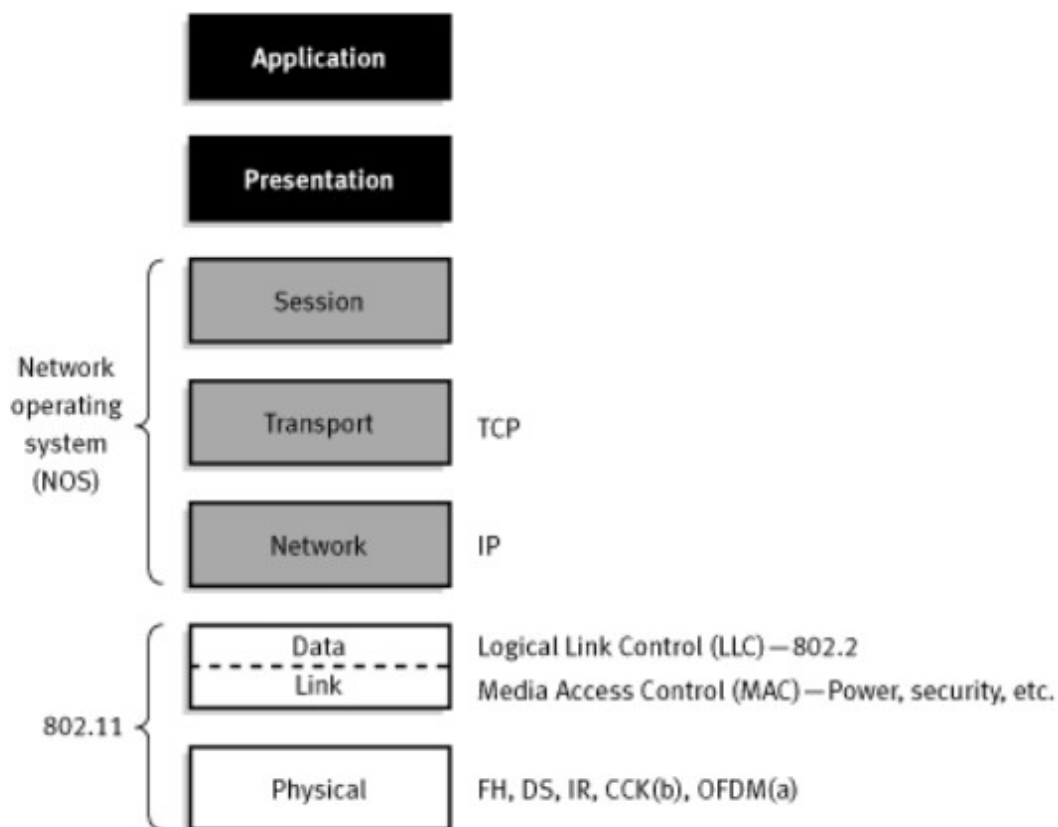 Application
Presentation
Session
Network
operating
system
(NOS)
Transport
TCP
Network
IP
802.11
Data
Link
Logical Link Control (LLC)—802.2
Media Access Control (MAC)—Power, security, etc.
Physical
FH, DS, IR, CCK(b), OFDM(a)